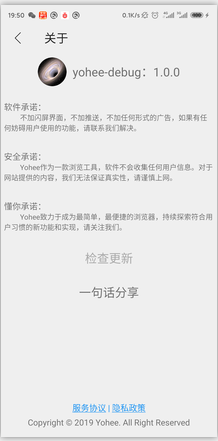 19:50 0.1K/s
关于
yohee-debug：1.0.0
软件承诺：
不加闪屏界面，不加推送，不加任何形式的广告，如果有任
何妨碍用户使用的功能，请联系我们解决。
安全承诺：
Yohee作为一款浏览工具，软件不会收集任何用户信息。对于
网站提供的内容，我们无法保证真实性，请谨慎上网。
懂你承诺：
Yohee致力于成为最简单，最便捷的浏览器，持续探索符合用
户习惯的新功能和实现，请关注我们。
检查更新
一句话分享
服务协议 | 隐私政策
Copyright © 2019 Yohee. All Right Reserved